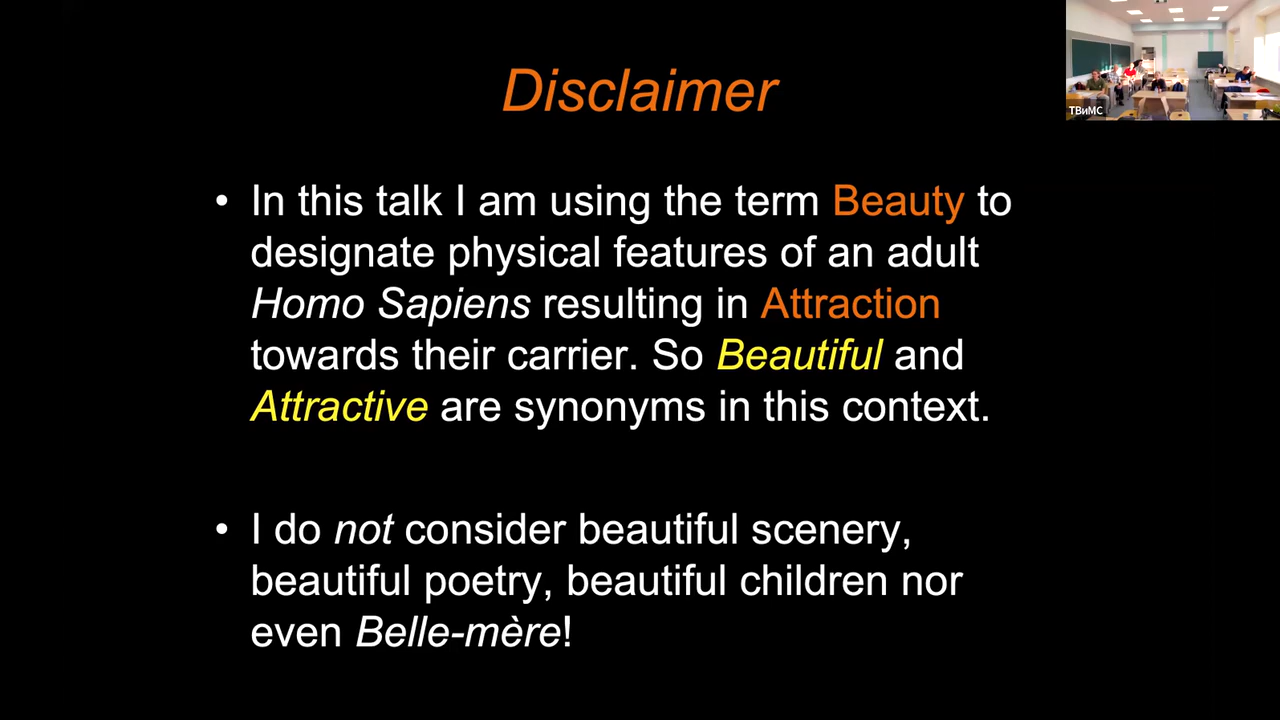 Disclaimer
ТВиМС
• In this talk I am using the term Beauty to
designate physical features of an adult
Homo Sapiens resulting in Attraction
towards their carrier. So Beautiful and
Attractive are synonyms in this context.
• I do not consider beautiful scenery,
beautiful poetry, beautiful children nor
even Belle-mère!